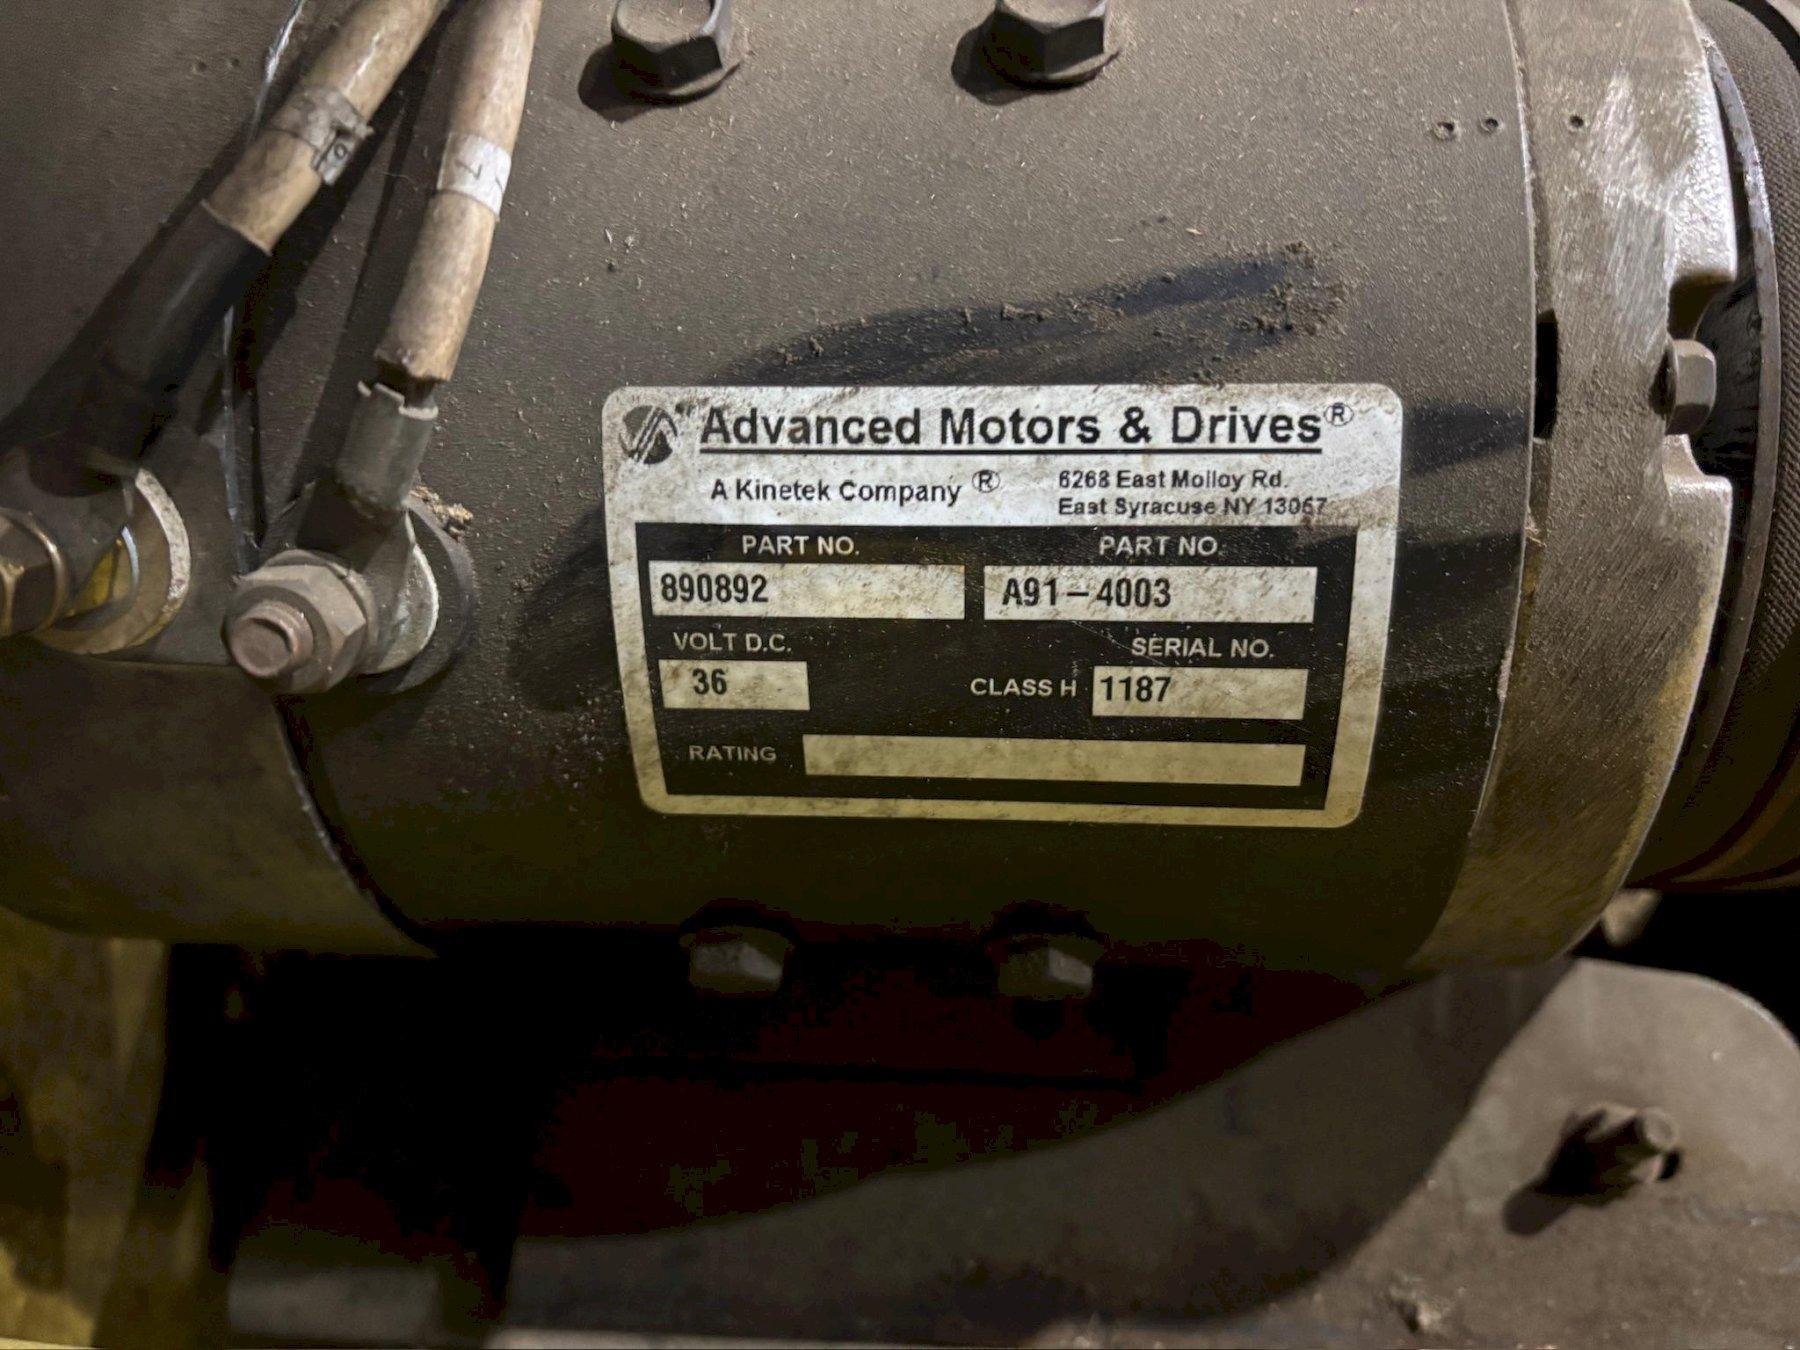 Advanced Motors & Drives®
A Kinetek Company ®
6268 East Molloy Rd.
East Syracuse NY 13057
PART NO.
PART NO.
890892
A91-4003
VOLT D.C.
SERIAL NO.
36
CLASS H
1187
RATING